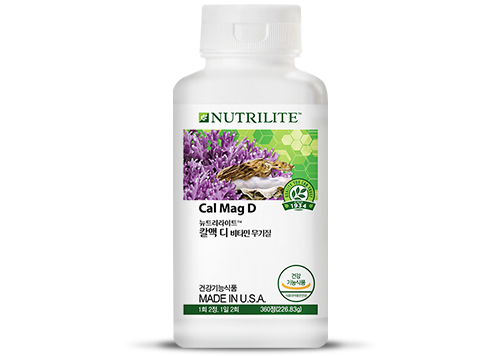 NUTRILITE™
1934
Cal Mag D
뉴트리라이트™
칼맥 디 비타민 무기질
건강
기능식품
건강기능식품
MADE IN U.S.A.
1회 2정, 1일 2회 360정(226.83g)